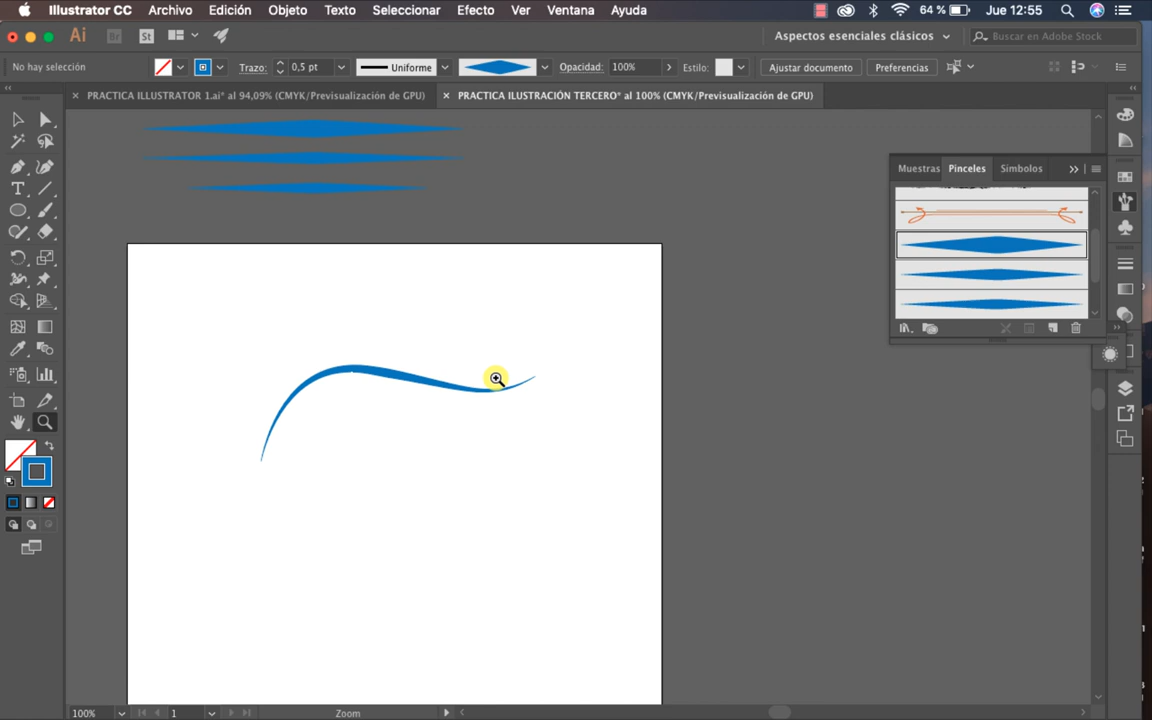 Illustrator CC Archivo Edición Objeto Texto Seleccionar Efecto Ver Ventana Ayuda 64 % Jue 12:55
Ai Br St Aspectos esenciales clásicos Buscar en Adobe Stock
No hay selección Trazo: 0,5 pt Uniforme Opacidad: 100% Estilo: Ajustar documento Preferencias
× PRACTICA ILLUSTRATOR 1.ai* al 94,09% (CMYK/Previsualización de GPU) × PRACTICA ILUSTRACIÓN TERCERO* al 100% (CMYK/Previsualización de GPU)
Muestras Pinceles Símbolos
100% 1 Zoom